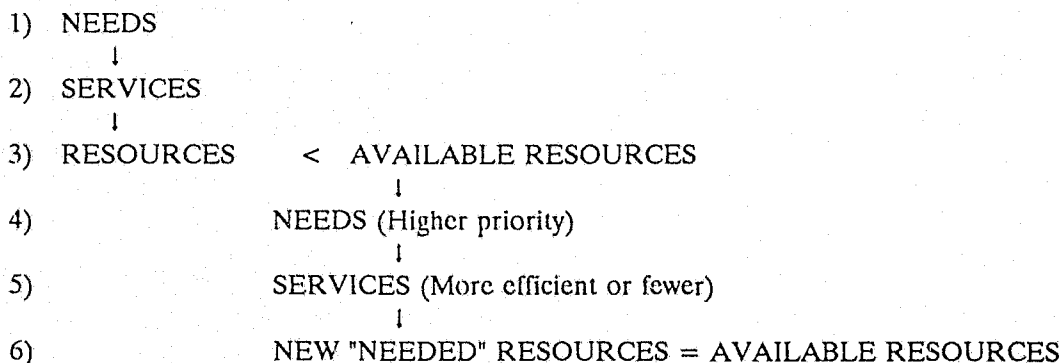 1) NEEDS
↓
2) SERVICES
↓
3) RESOURCES < AVAILABLE RESOURCES
↓
4) NEEDS (Higher priority)
↓
5) SERVICES (More efficient or fewer)
↓
6) NEW "NEEDED" RESOURCES = AVAILABLE RESOURCES